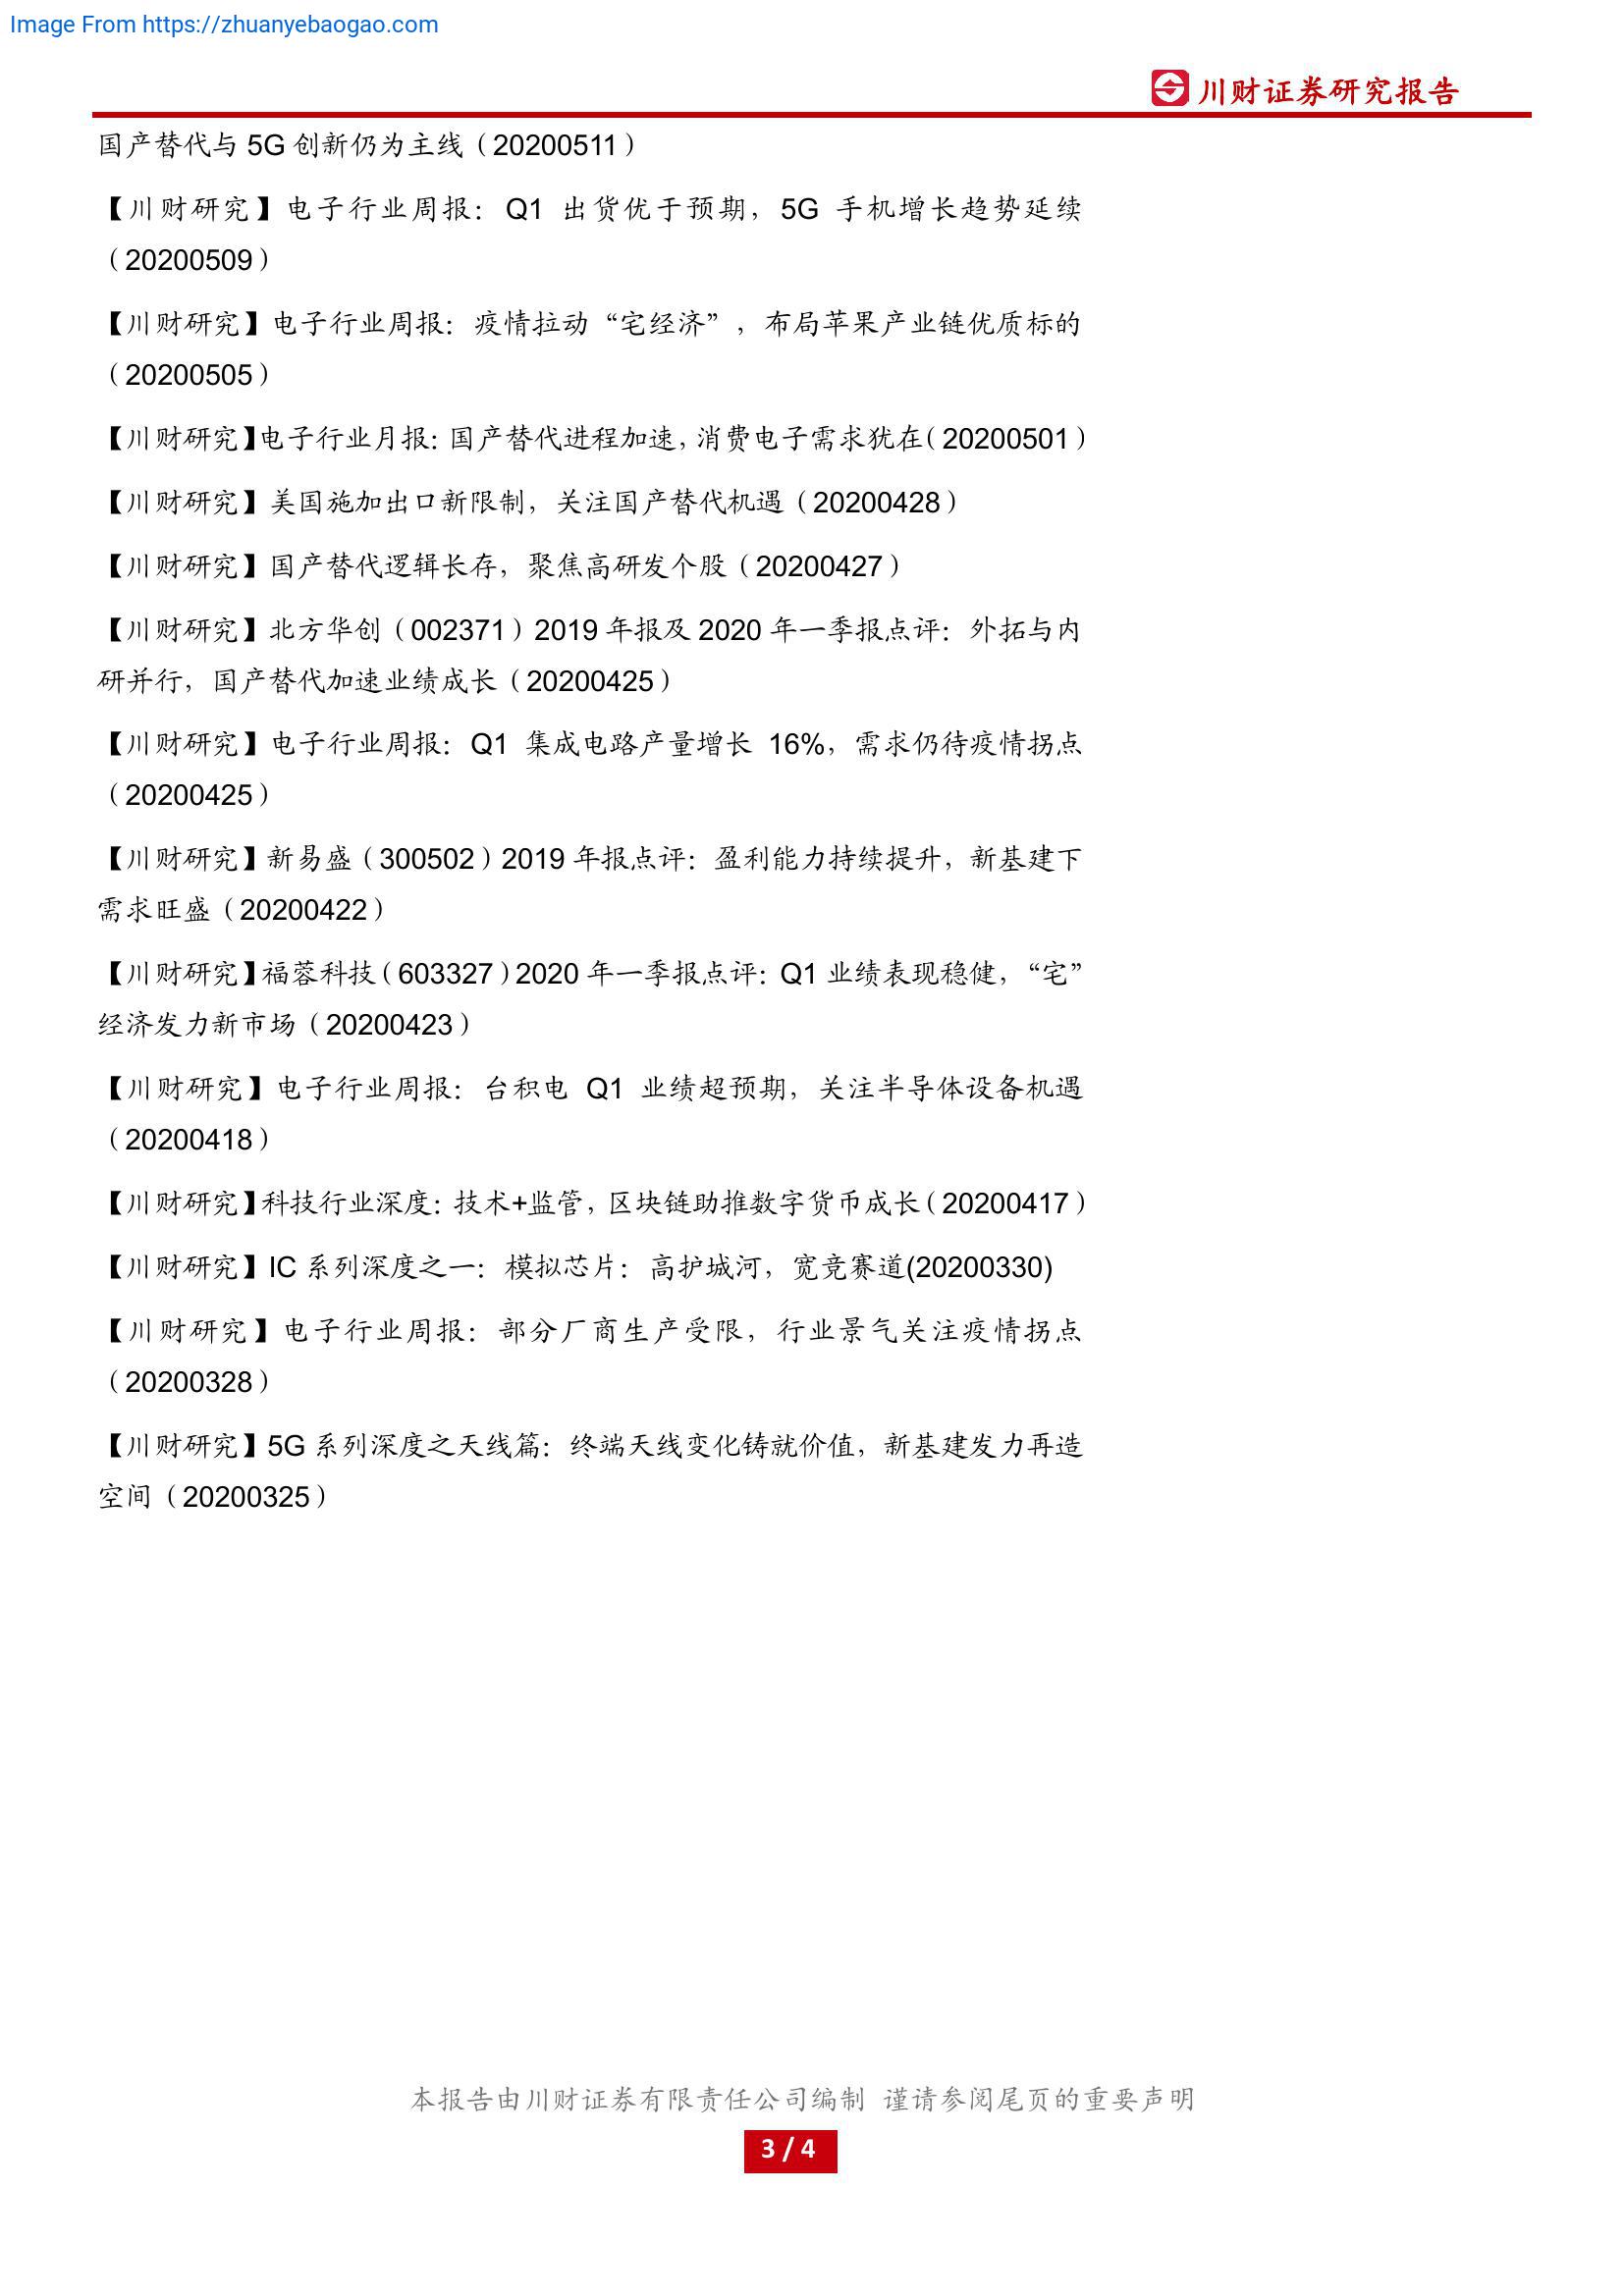 Image From https://zhuanyebaogao.com
川财证券研究报告
国产替代与 5G 创新仍为主线（20200511）
【川财研究】电子行业周报：Q1 出货优于预期，5G 手机增长趋势延续
（20200509）
【川财研究】电子行业周报：疫情拉动“宅经济”，布局苹果产业链优质标的
（20200505）
【川财研究】电子行业月报：国产替代进程加速，消费电子需求犹在（20200501）
【川财研究】美国施加出口新限制，关注国产替代机遇（20200428）
【川财研究】国产替代逻辑长存，聚焦高研发个股（20200427）
【川财研究】北方华创（002371）2019 年报及 2020 年一季报点评：外拓与内
研并行，国产替代加速业绩成长（20200425）
【川财研究】电子行业周报：Q1 集成电路产量增长 16%，需求仍待疫情拐点
（20200425）
【川财研究】新易盛（300502）2019 年报点评：盈利能力持续提升，新基建下
需求旺盛（20200422）
【川财研究】福蓉科技（603327）2020 年一季报点评：Q1 业绩表现稳健，“宅”
经济发力新市场（20200423）
【川财研究】电子行业周报：台积电 Q1 业绩超预期，关注半导体设备机遇
（20200418）
【川财研究】科技行业深度：技术+监管，区块链助推数字货币成长（20200417）
【川财研究】IC 系列深度之一：模拟芯片：高护城河，宽竞赛道(20200330)
【川财研究】电子行业周报：部分厂商生产受限，行业景气关注疫情拐点
（20200328）
【川财研究】5G 系列深度之天线篇：终端天线变化铸就价值，新基建发力再造
空间（20200325）
本报告由川财证券有限责任公司编制 谨请参阅尾页的重要声明
3 / 4